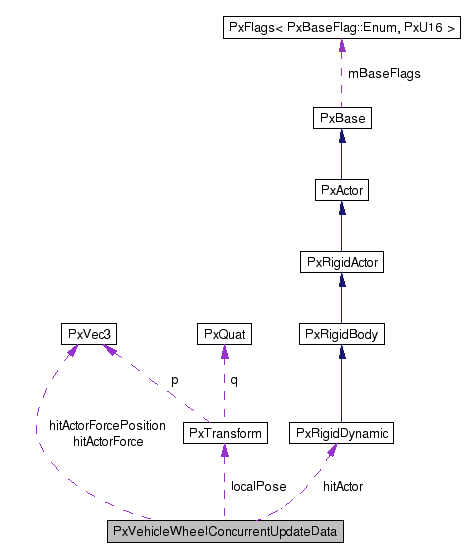 PxFlags< PxBaseFlag::Enum, PxU16 >
mBaseFlags
PxBase
PxActor
PxRigidActor
PxVec3
PxQuat
PxRigidBody
p
q
hitActorForcePosition
hitActorForce
PxTransform
PxRigidDynamic
localPose
hitActor
PxVehicleWheelConcurrentUpdateData